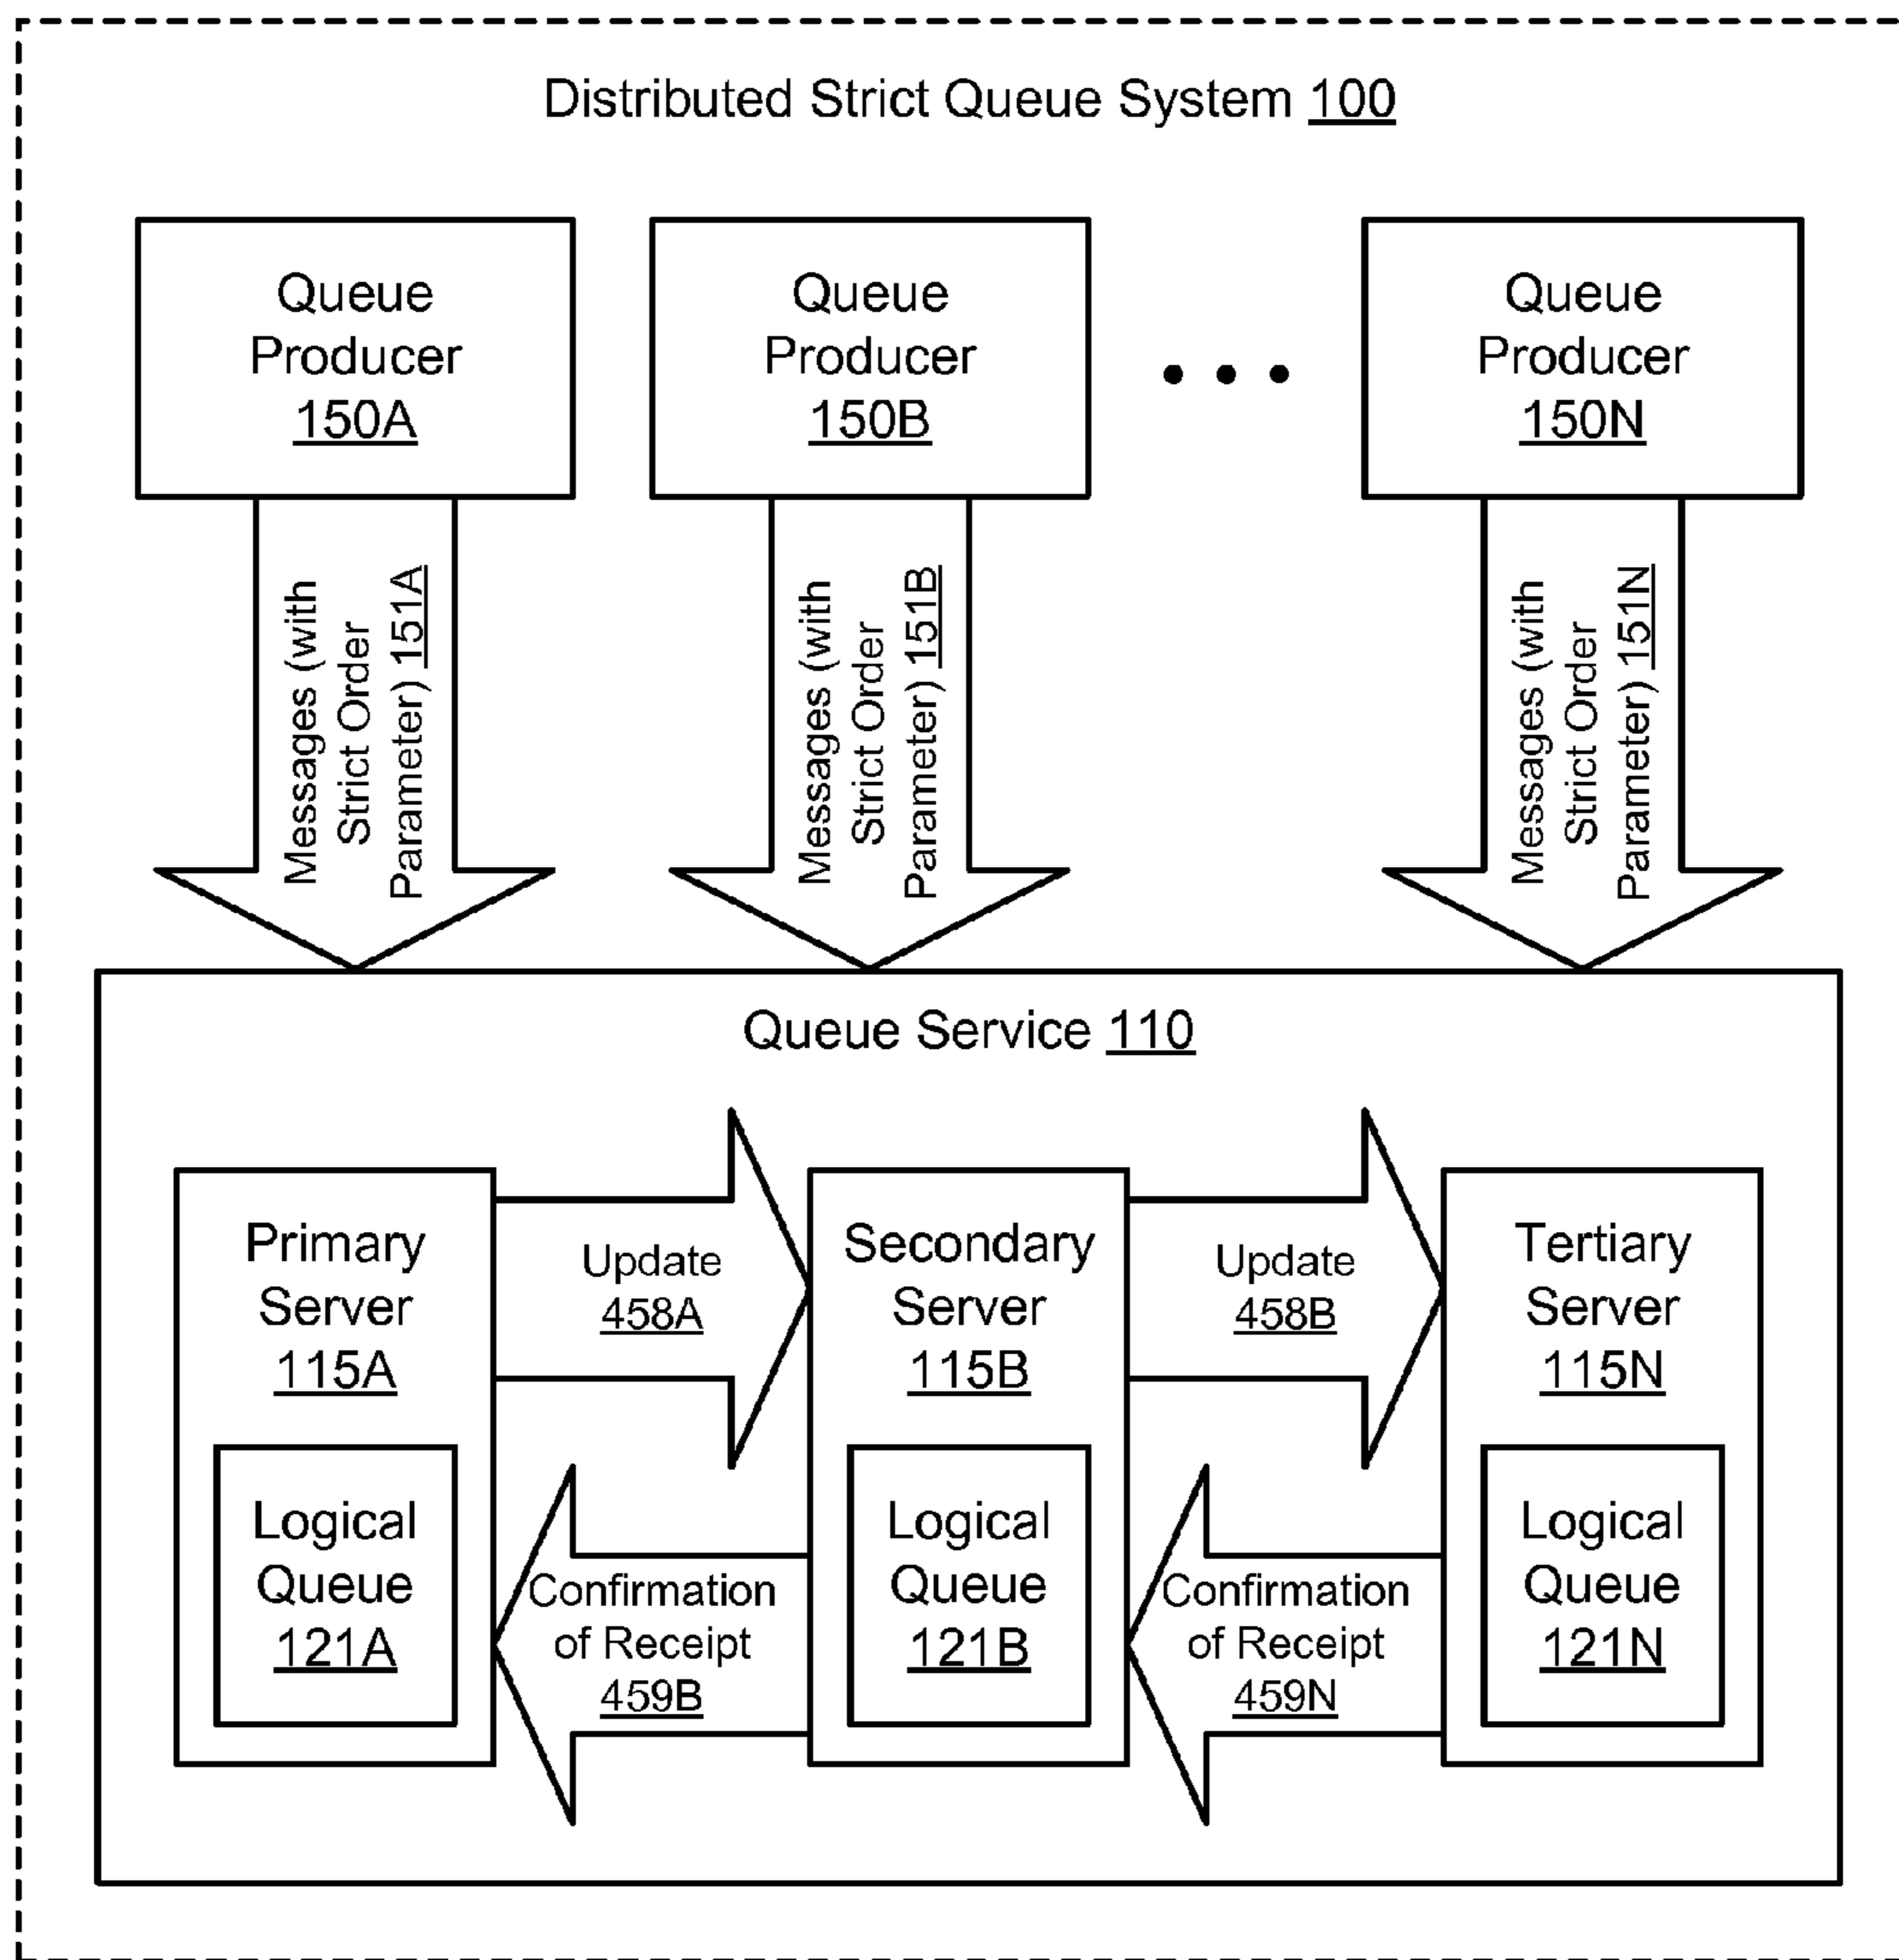 Distributed Strict Queue System 100
Queue
Producer
150A
Queue
Producer
150B
Queue
Producer
150N
Messages (with
Strict Order
Parameter) 151A
Messages (with
Strict Order
Parameter) 151B
Messages (with
Strict Order
Parameter) 151N
Queue Service 110
Primary
Server
115A
Update
458A
Secondary
Server
115B
Update
458B
Tertiary
Server
115N
Logical
Queue
121A
Confirmation
of Receipt
459B
Logical
Queue
121B
Confirmation
of Receipt
459N
Logical
Queue
121N